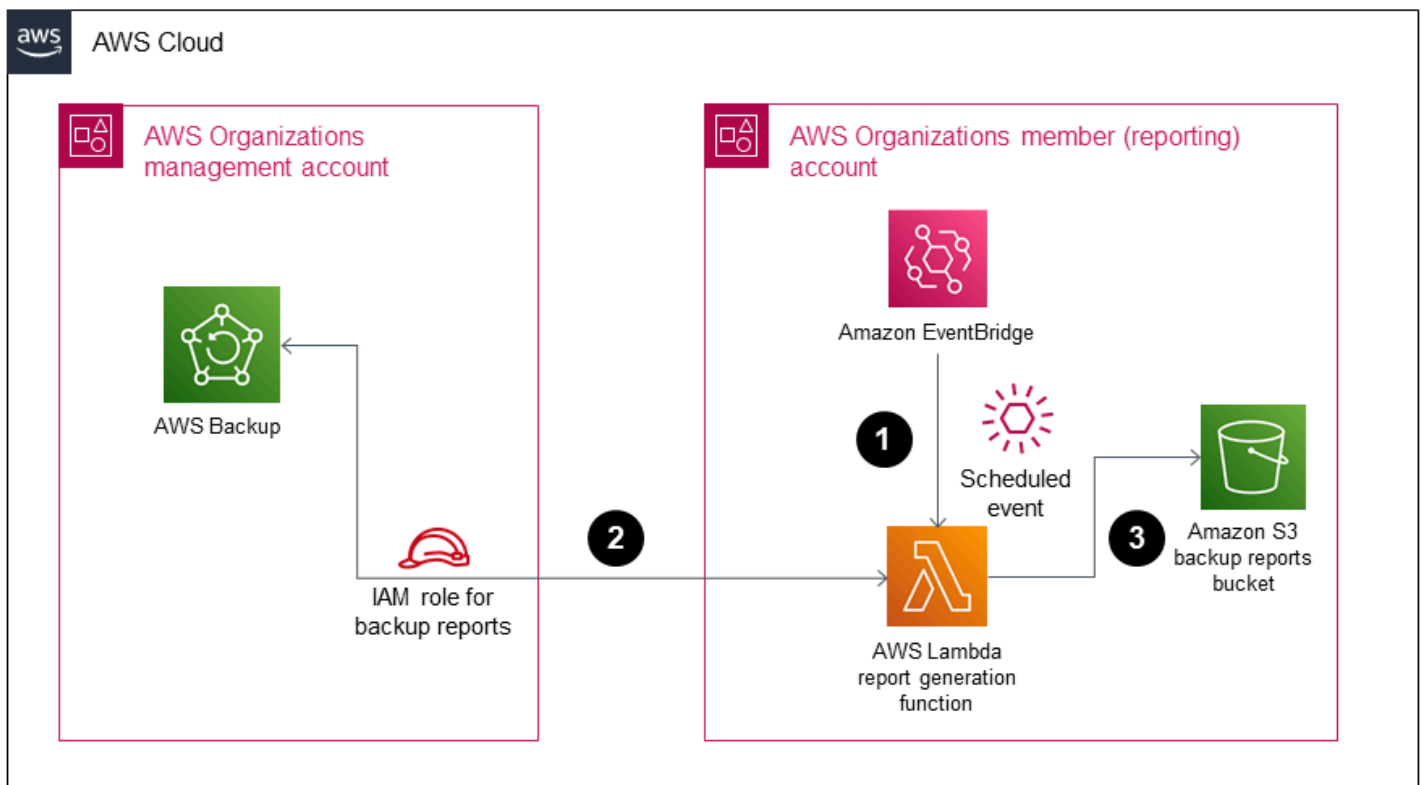 aws
AWS Cloud
AWS Organizations
management account
AWS Organizations member (reporting)
account
Amazon EventBridge
AWS Backup
1
Scheduled
event
2
3
Amazon S3
backup reports
bucket
IAM role for
backup reports
AWS Lambda
report generation
function